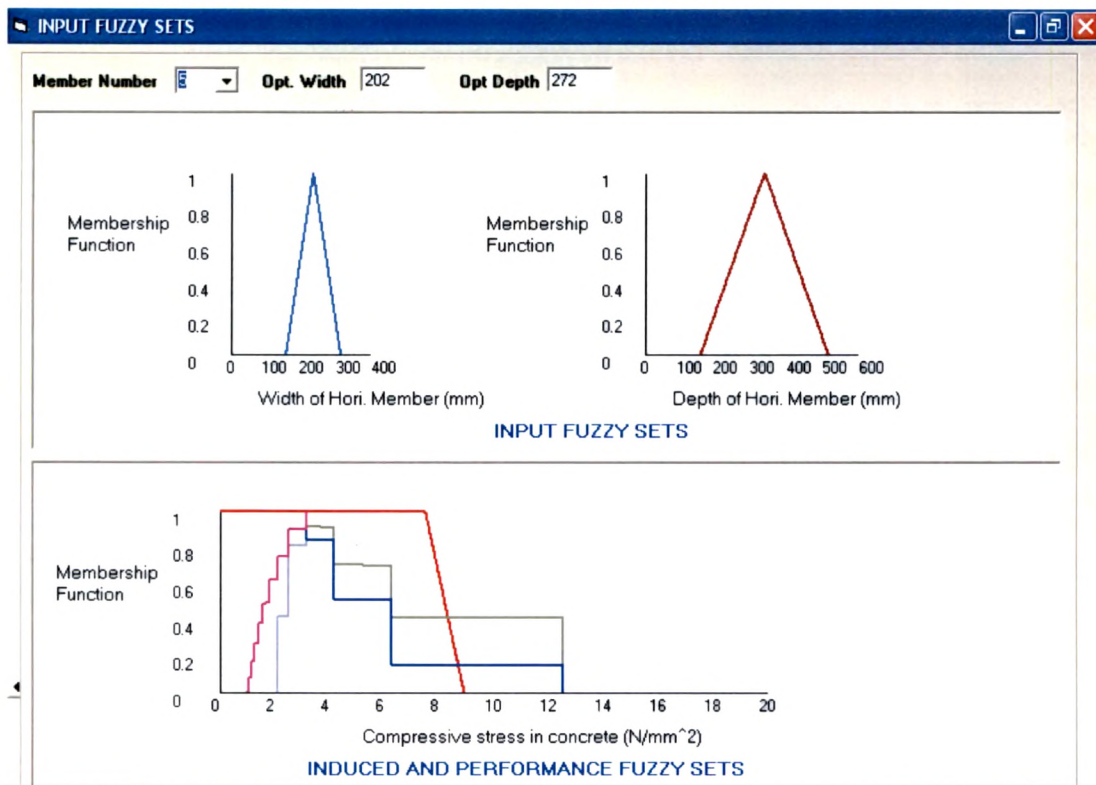 INPUT FUZZY SETS
Member Number 5 Opt. Width 202 Opt Depth 272
1
0.8
0.6
0.4
0.2
0
Membership
Function
0 100 200 300 400
Width of Hori. Member (mm)
1
0.8
0.6
0.4
0.2
0
Membership
Function
0 100 200 300 400 500 600
Depth of Hori. Member (mm)
INPUT FUZZY SETS
1
0.8
0.6
0.4
0.2
0
Membership
Function
0 2 4 6 8 10 12 14 16 18 20
Compressive stress in concrete (N/mm^2)
INDUCED AND PERFORMANCE FUZZY SETS